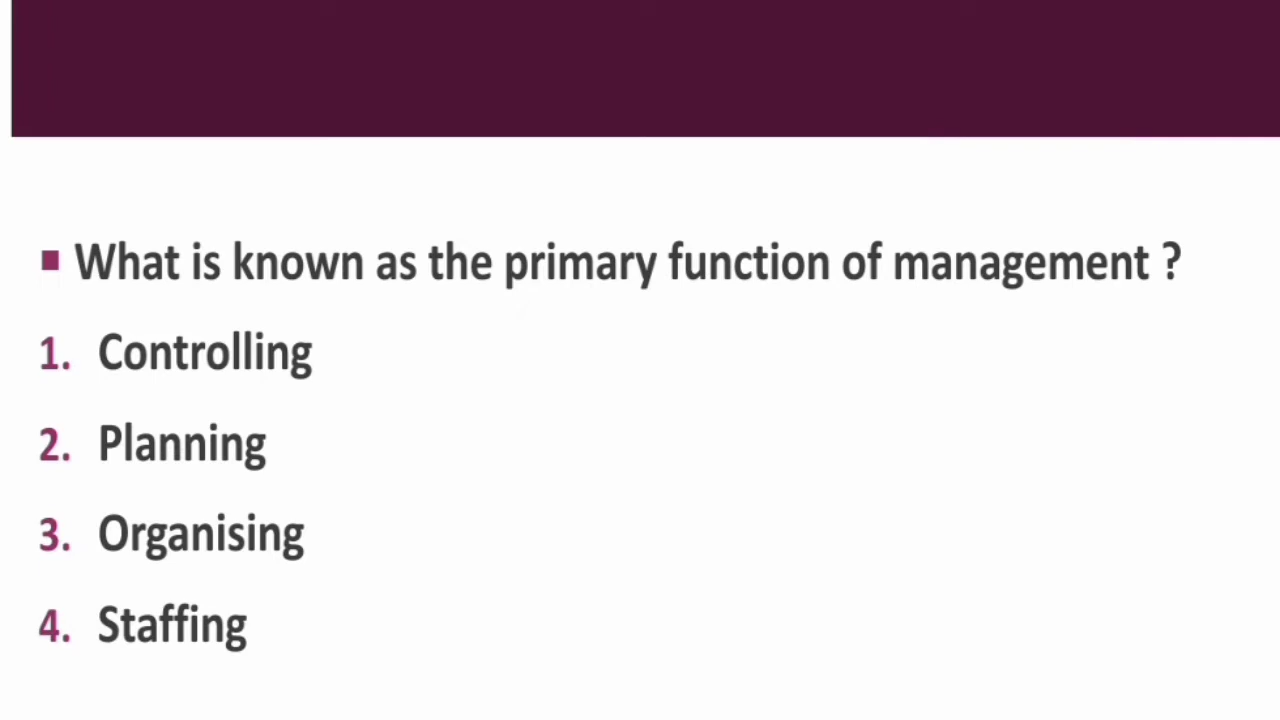 ▪ What is known as the primary function of management ?
1. Controlling
2. Planning
3. Organising
4. Staffing